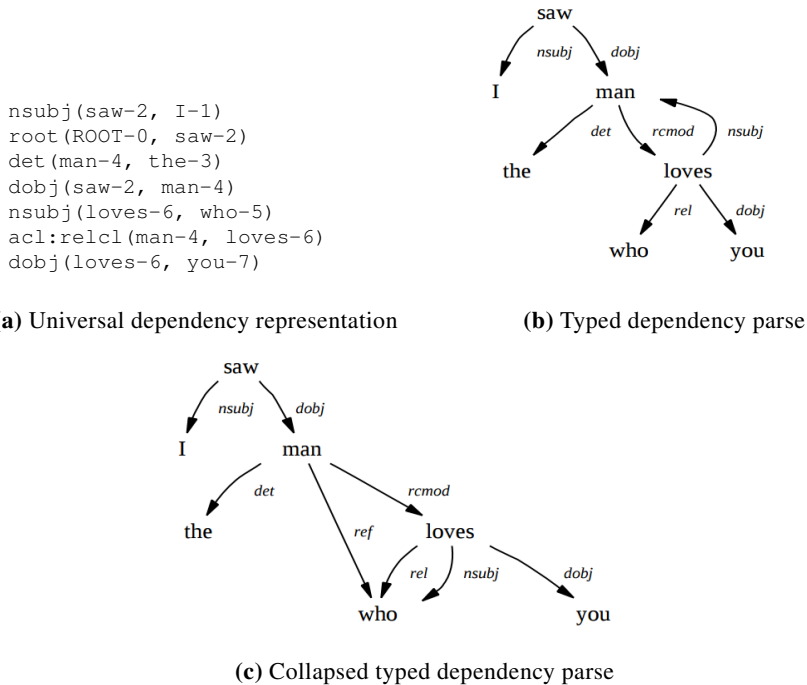 saw
nsubj dobj
I man
det rcmod nsubj
the loves
rel dobj
who you
nsubj(saw-2, I-1)
root(ROOT-0, saw-2)
det(man-4, the-3)
dobj(saw-2, man-4)
nsubj(loves-6, who-5)
acl:relcl(man-4, loves-6)
dobj(loves-6, you-7)
a) Universal dependency representation
(b) Typed dependency parse
saw
nsubj dobj
I man
det rcmod
the ref loves
rel nsubj dobj
who you
(c) Collapsed typed dependency parse